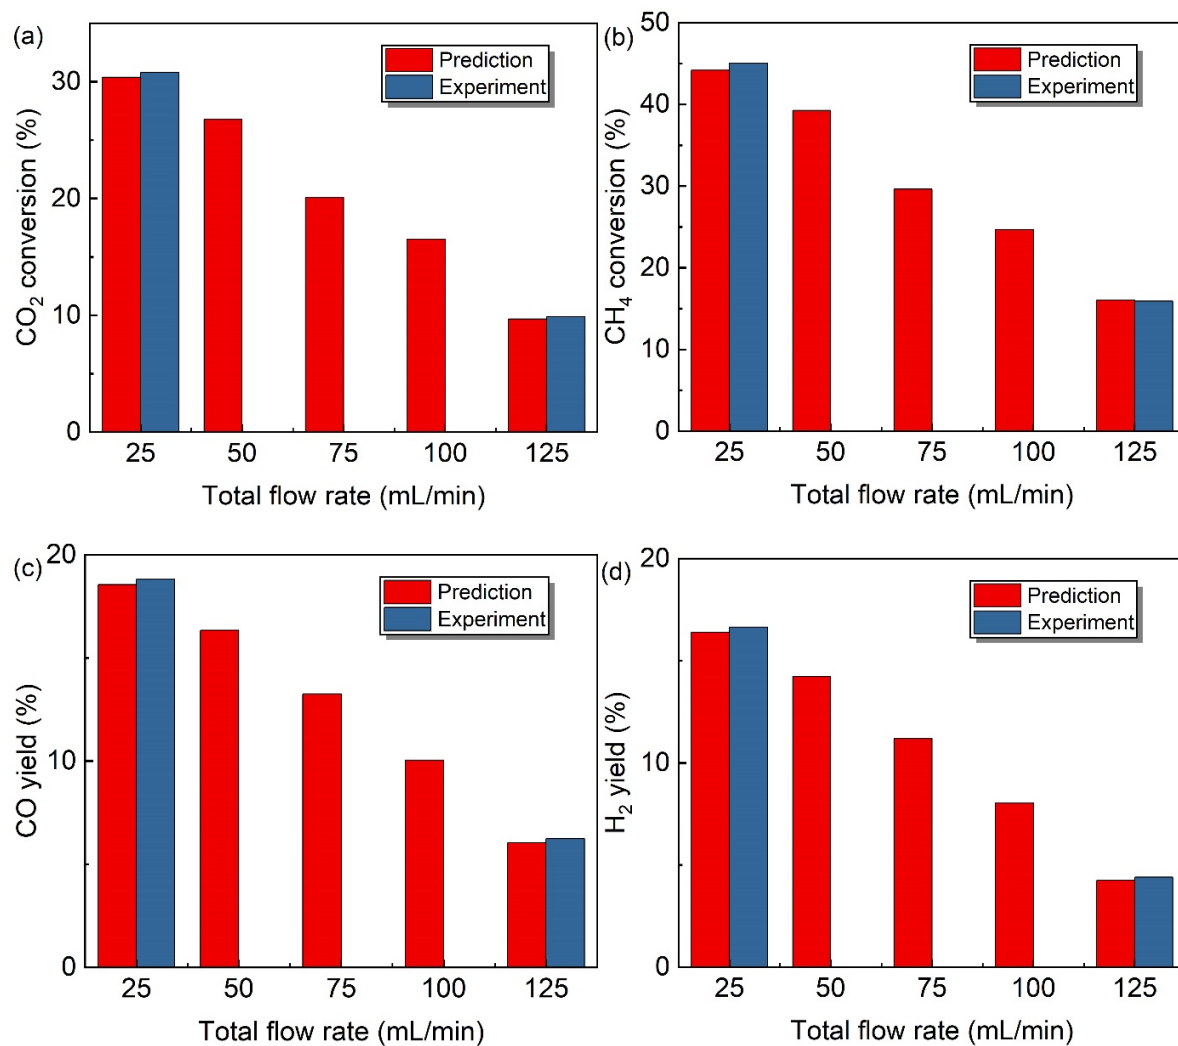 (a)
CO₂ conversion (%)
30
20
10
0
Prediction
Experiment
25 50 75 100 125
Total flow rate (mL/min)
(b)
CH₄ conversion (%)
50
40
30
20
10
0
Prediction
Experiment
25 50 75 100 125
Total flow rate (mL/min)
(c)
CO yield (%)
20
10
0
Prediction
Experiment
25 50 75 100 125
Total flow rate (mL/min)
(d)
H₂ yield (%)
20
10
0
Prediction
Experiment
25 50 75 100 125
Total flow rate (mL/min)